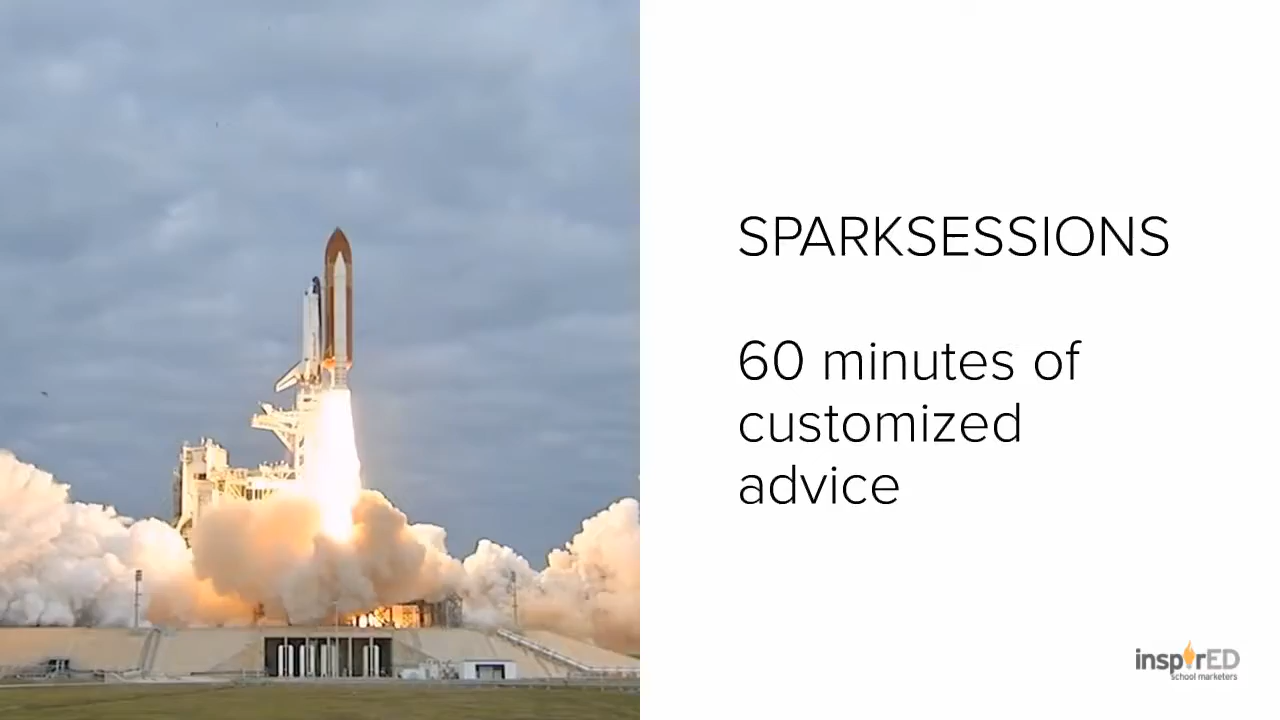 SPARKSESSIONS
60 minutes of
customized
advice
inspirED
school marketers